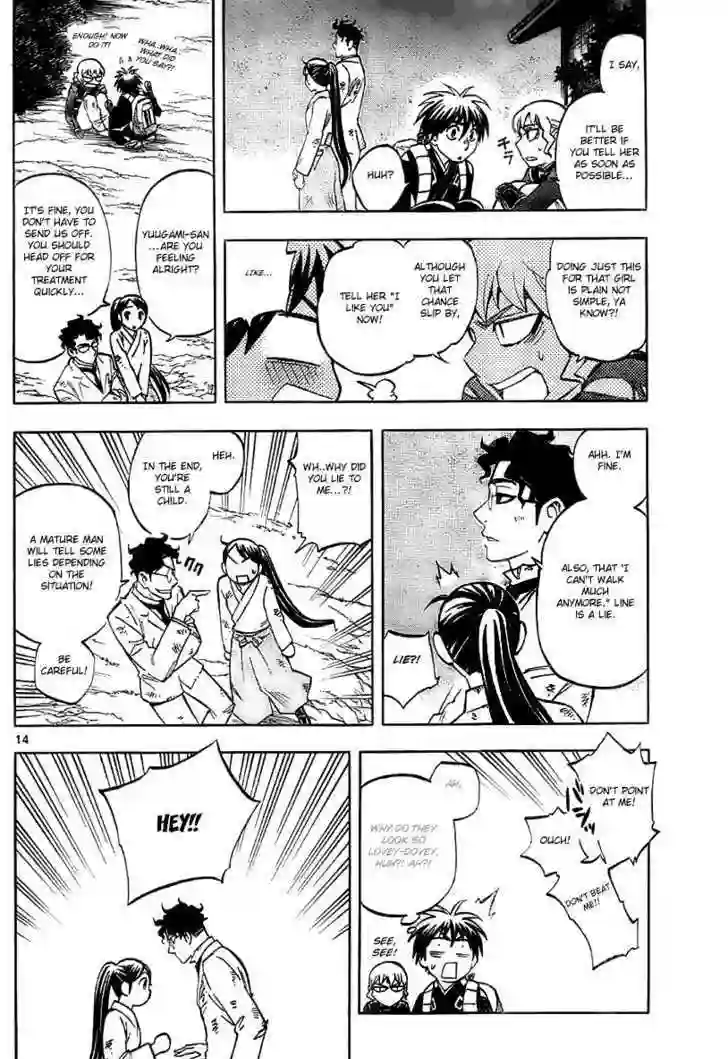 I SAY,
IT'LL BE
BETTER IF
YOU TELL HER
AS SOON AS
POSSIBLE...
チラ
HUH?
DOING JUST THIS
FOR THAT GIRL
IS PLAIN NOT
SIMPLE, YA
KNOW?!
ALTHOUGH
YOU LET
THAT
CHANCE
SLIP BY,
TELL HER "I
LIKE YOU"
NOW!
LIKE...
ENOUGH! NOW
DO IT!
WHA..WHA..
WHAT DID
YOU SAY?!
YUUGAMI-SAN
...ARE YOU
FEELING
ALRIGHT?
IT'S FINE, YOU
DON'T HAVE TO
SEND US OFF.
YOU SHOULD
HEAD OFF FOR
YOUR
TREATMENT
QUICKLY...
AHH. I'M
FINE.
ALSO, THAT "I
CAN'T WALK
MUCH
ANYMORE," LINE
IS A LIE.
LIE?!
WH..WHY DID
YOU LIE TO
ME...?!
HEH.
IN THE END,
YOU'RE
STILL A
CHILD.
A MATURE MAN
WILL TELL SOME
LIES DEPENDING
ON THE
SITUATION!
BE
CAREFUL!
14
DON'T POINT
AT ME!
OUCH!
DON'T BEAT
ME!!
AH,
WHY DO THEY
LOOK SO
LOVEY-DOVEY,
HUH?! AH?!
SEE,
SEE!
HEY!!